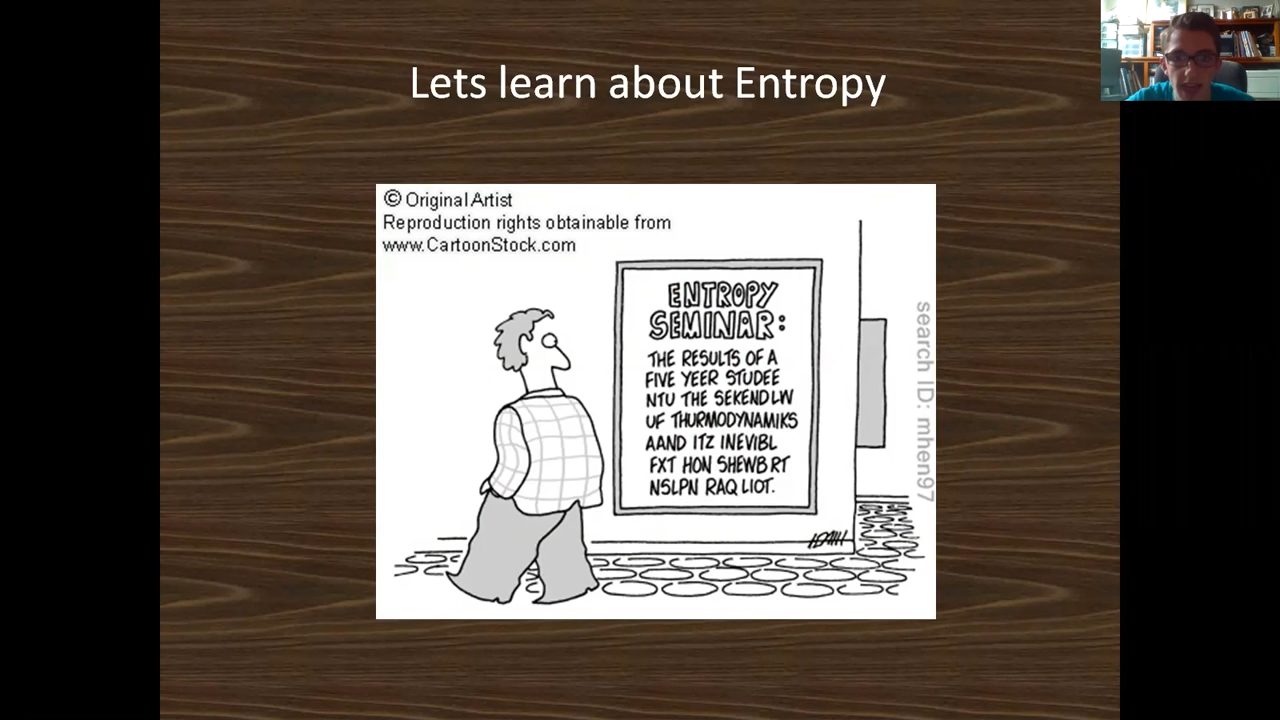 Lets learn about Entropy
© Original Artist
Reproduction rights obtainable from
www.CartoonStock.com
ENTROPY
SEMINAR:
THE RESULTS OF A
FIVE YEER STUDEE
NTU THE SEKEND LW
UF THURMODYNAMIKS
AAND ITZ INEVIBL
FXT HON SHEWB RT
NSLPN RAQ LIOT.
search ID: mhen97